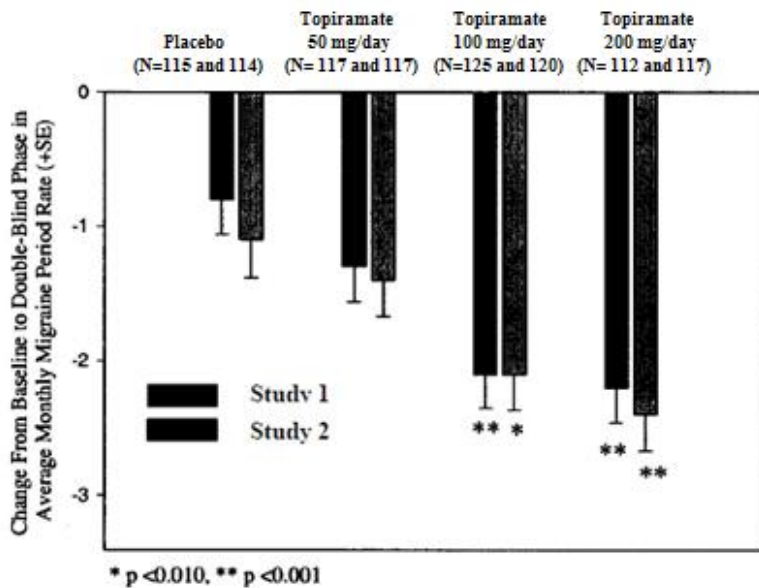 Placebo
(N=115 and 114)
Topiramate
50 mg/day
(N= 117 and 117)
Topiramate
100 mg/day
(N=125 and 120)
Topiramate
200 mg/day
(N= 112 and 117)
Change From Baseline to Double-Blind Phase in
Average Monthly Migraine Period Rate (+SE)
0
-1
-2
-3
Study 1
Study 2
**
*
**
**
* p <0.010, ** p <0.001